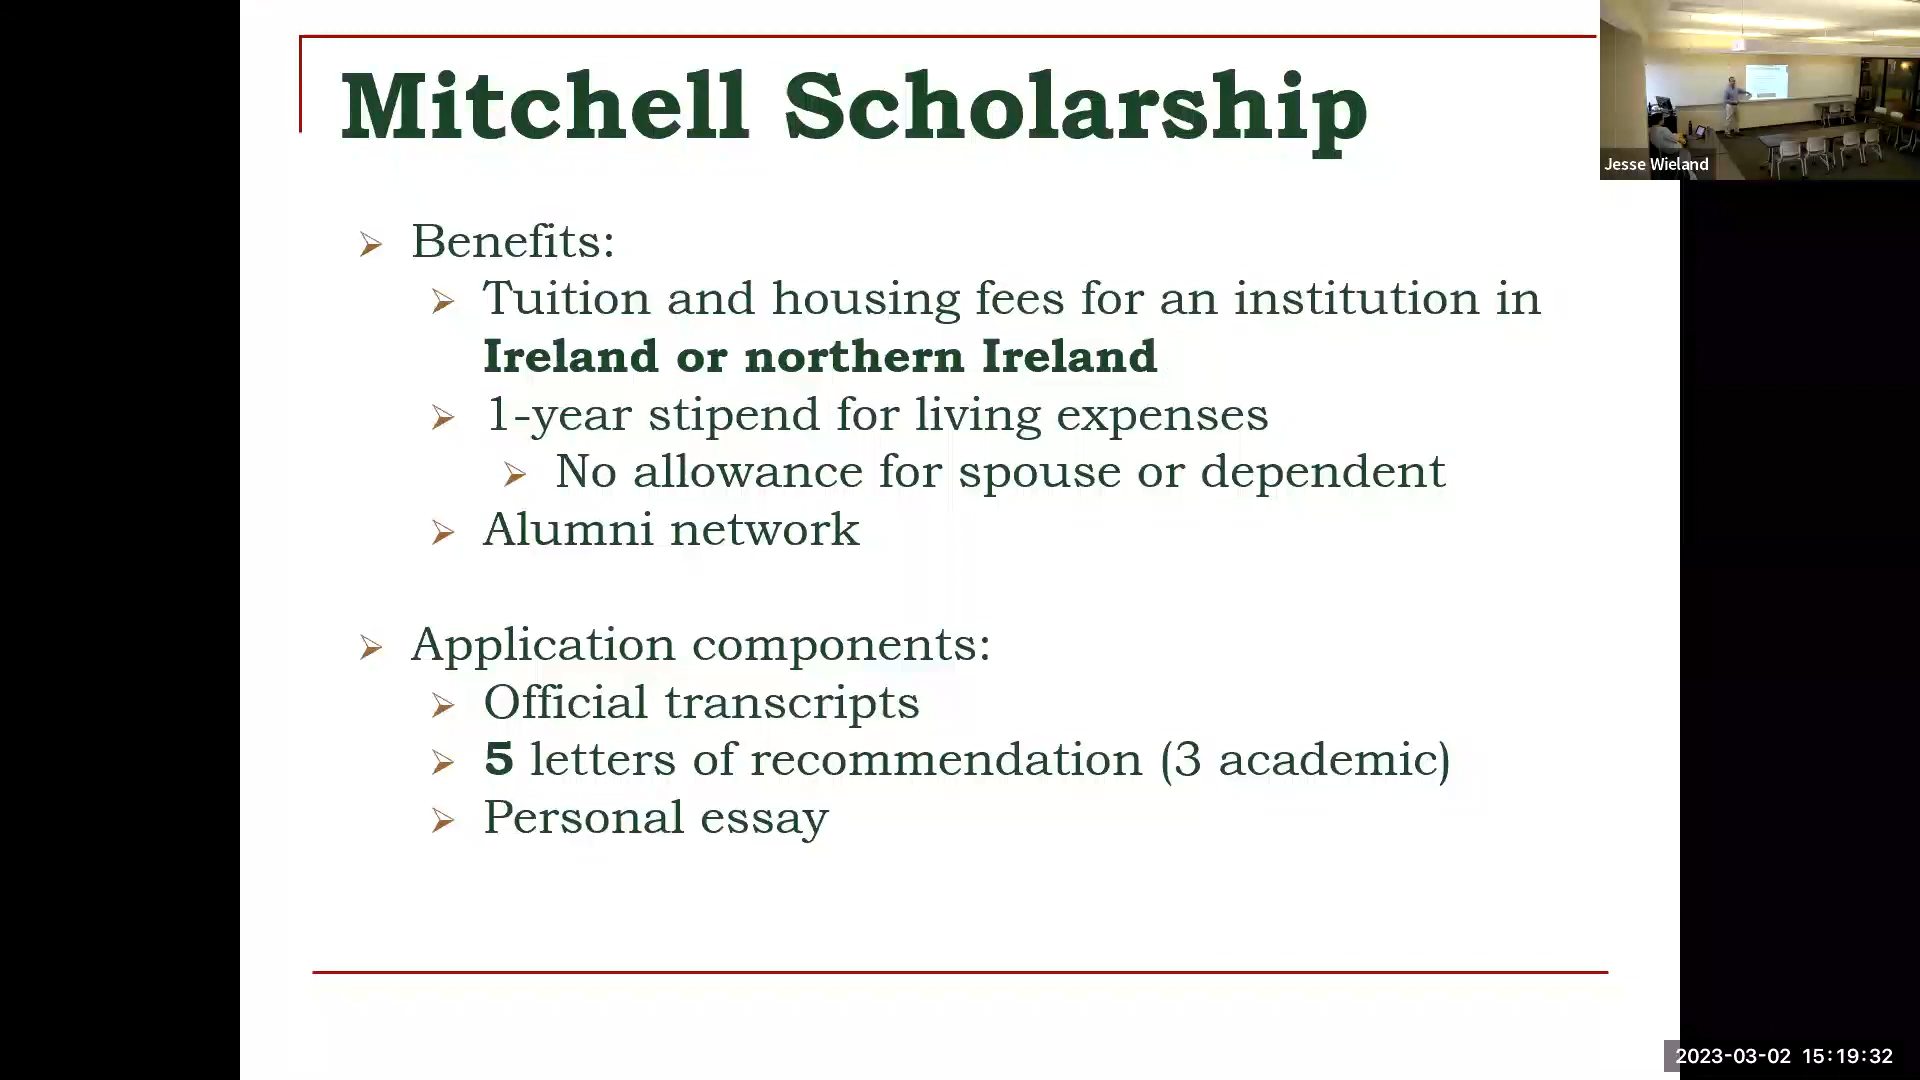 Mitchell Scholarship
Jesse Wieland
Benefits:
Tuition and housing fees for an institution in
Ireland or northern Ireland
1-year stipend for living expenses
No allowance for spouse or dependent
Alumni network
Application components:
Official transcripts
5 letters of recommendation (3 academic)
Personal essay
2023-03-02 15:19:32